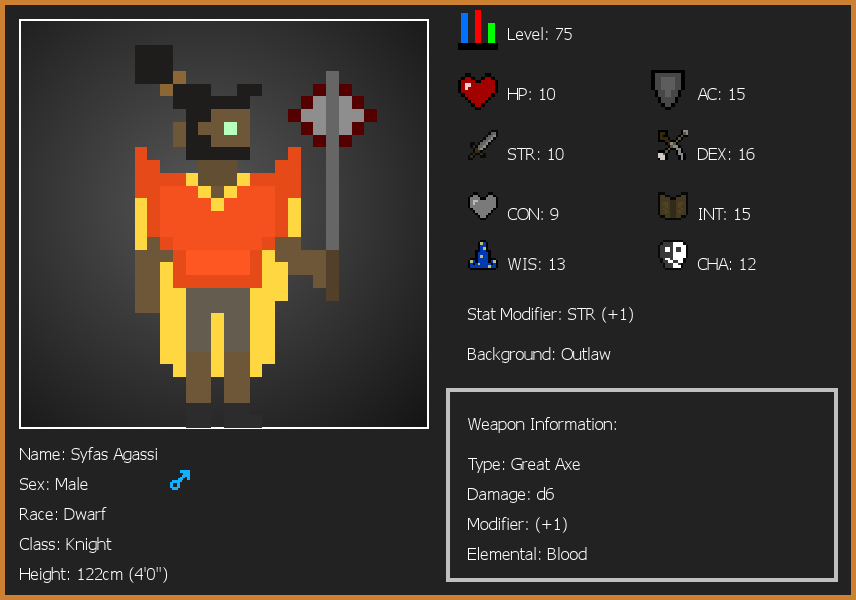 Level: 75
HP: 10
AC: 15
STR: 10
DEX: 16
CON: 9
INT: 15
WIS: 13
CHA: 12
Stat Modifier: STR (+1)
Background: Outlaw
Weapon Information:
Type: Great Axe
Damage: d6
Modifier: (+1)
Elemental: Blood
Name: Syfas Agassi
Sex: Male
Race: Dwarf
Class: Knight
Height: 122cm (4'0")